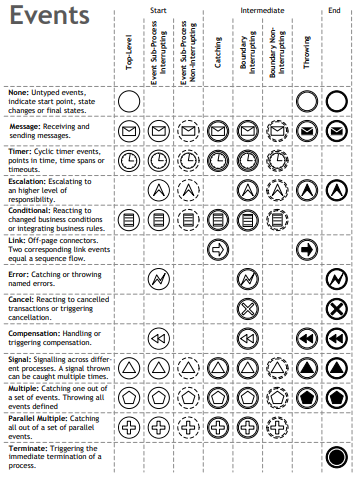 Events
Start
Intermediate
End
Top-Level
Event Sub-Process
Interrupting
Event Sub-Process
Non-Interrupting
Catching
Boundary
Interrupting
Boundary Non-
Interrupting
Throwing
None: Untyped events,
indicate start point, state
changes or final states.
Message: Receiving and
sending messages.
Timer: Cyclic timer events,
points in time, time spans or
timeouts.
Escalation: Escalating to
an higher level of
responsibility.
Conditional: Reacting to
changed business conditions
or integrating business rules.
Link: Off-page connectors.
Two corresponding link events
equal a sequence flow.
Error: Catching or throwing
named errors.
Cancel: Reacting to cancelled
transactions or triggering
cancellation.
Compensation: Handling or
triggering compensation.
Signal: Signalling across differ-
ent processes. A signal thrown
can be caught multiple times.
Multiple: Catching one out of
a set of events. Throwing all
events defined
Parallel Multiple: Catching
all out of a set of parallel
events.
Terminate: Triggering the
immediate termination of a
process.